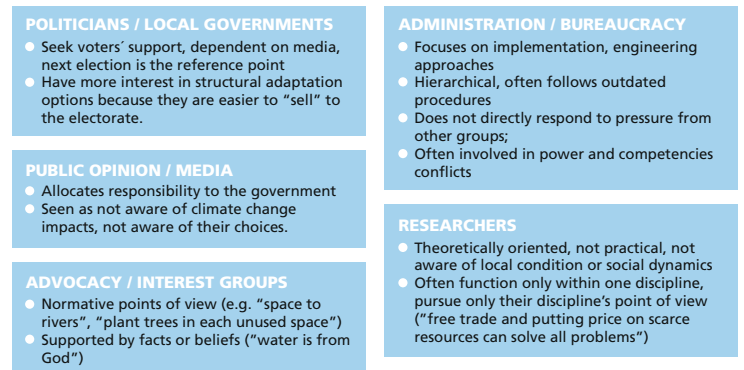 POLITICIANS / LOCAL GOVERNMENTS
● Seek voters´ support, dependent on media,
next election is the reference point
● Have more interest in structural adaptation
options because they are easier to “sell” to
the electorate.
PUBLIC OPINION / MEDIA
● Allocates responsibility to the government
● Seen as not aware of climate change
impacts, not aware of their choices.
ADVOCACY / INTEREST GROUPS
● Normative points of view (e.g. “space to
rivers”, “plant trees in each unused space”)
● Supported by facts or beliefs (”water is from
God”)
ADMINISTRATION / BUREAUCRACY
● Focuses on implementation, engineering
approaches
● Hierarchical, often follows outdated
procedures
● Does not directly respond to pressure from
other groups;
● Often involved in power and competencies
conflicts
RESEARCHERS
● Theoretically oriented, not practical, not
aware of local condition or social dynamics
● Often function only within one discipline,
pursue only their discipline’s point of view
(”free trade and putting price on scarce
resources can solve all problems”)